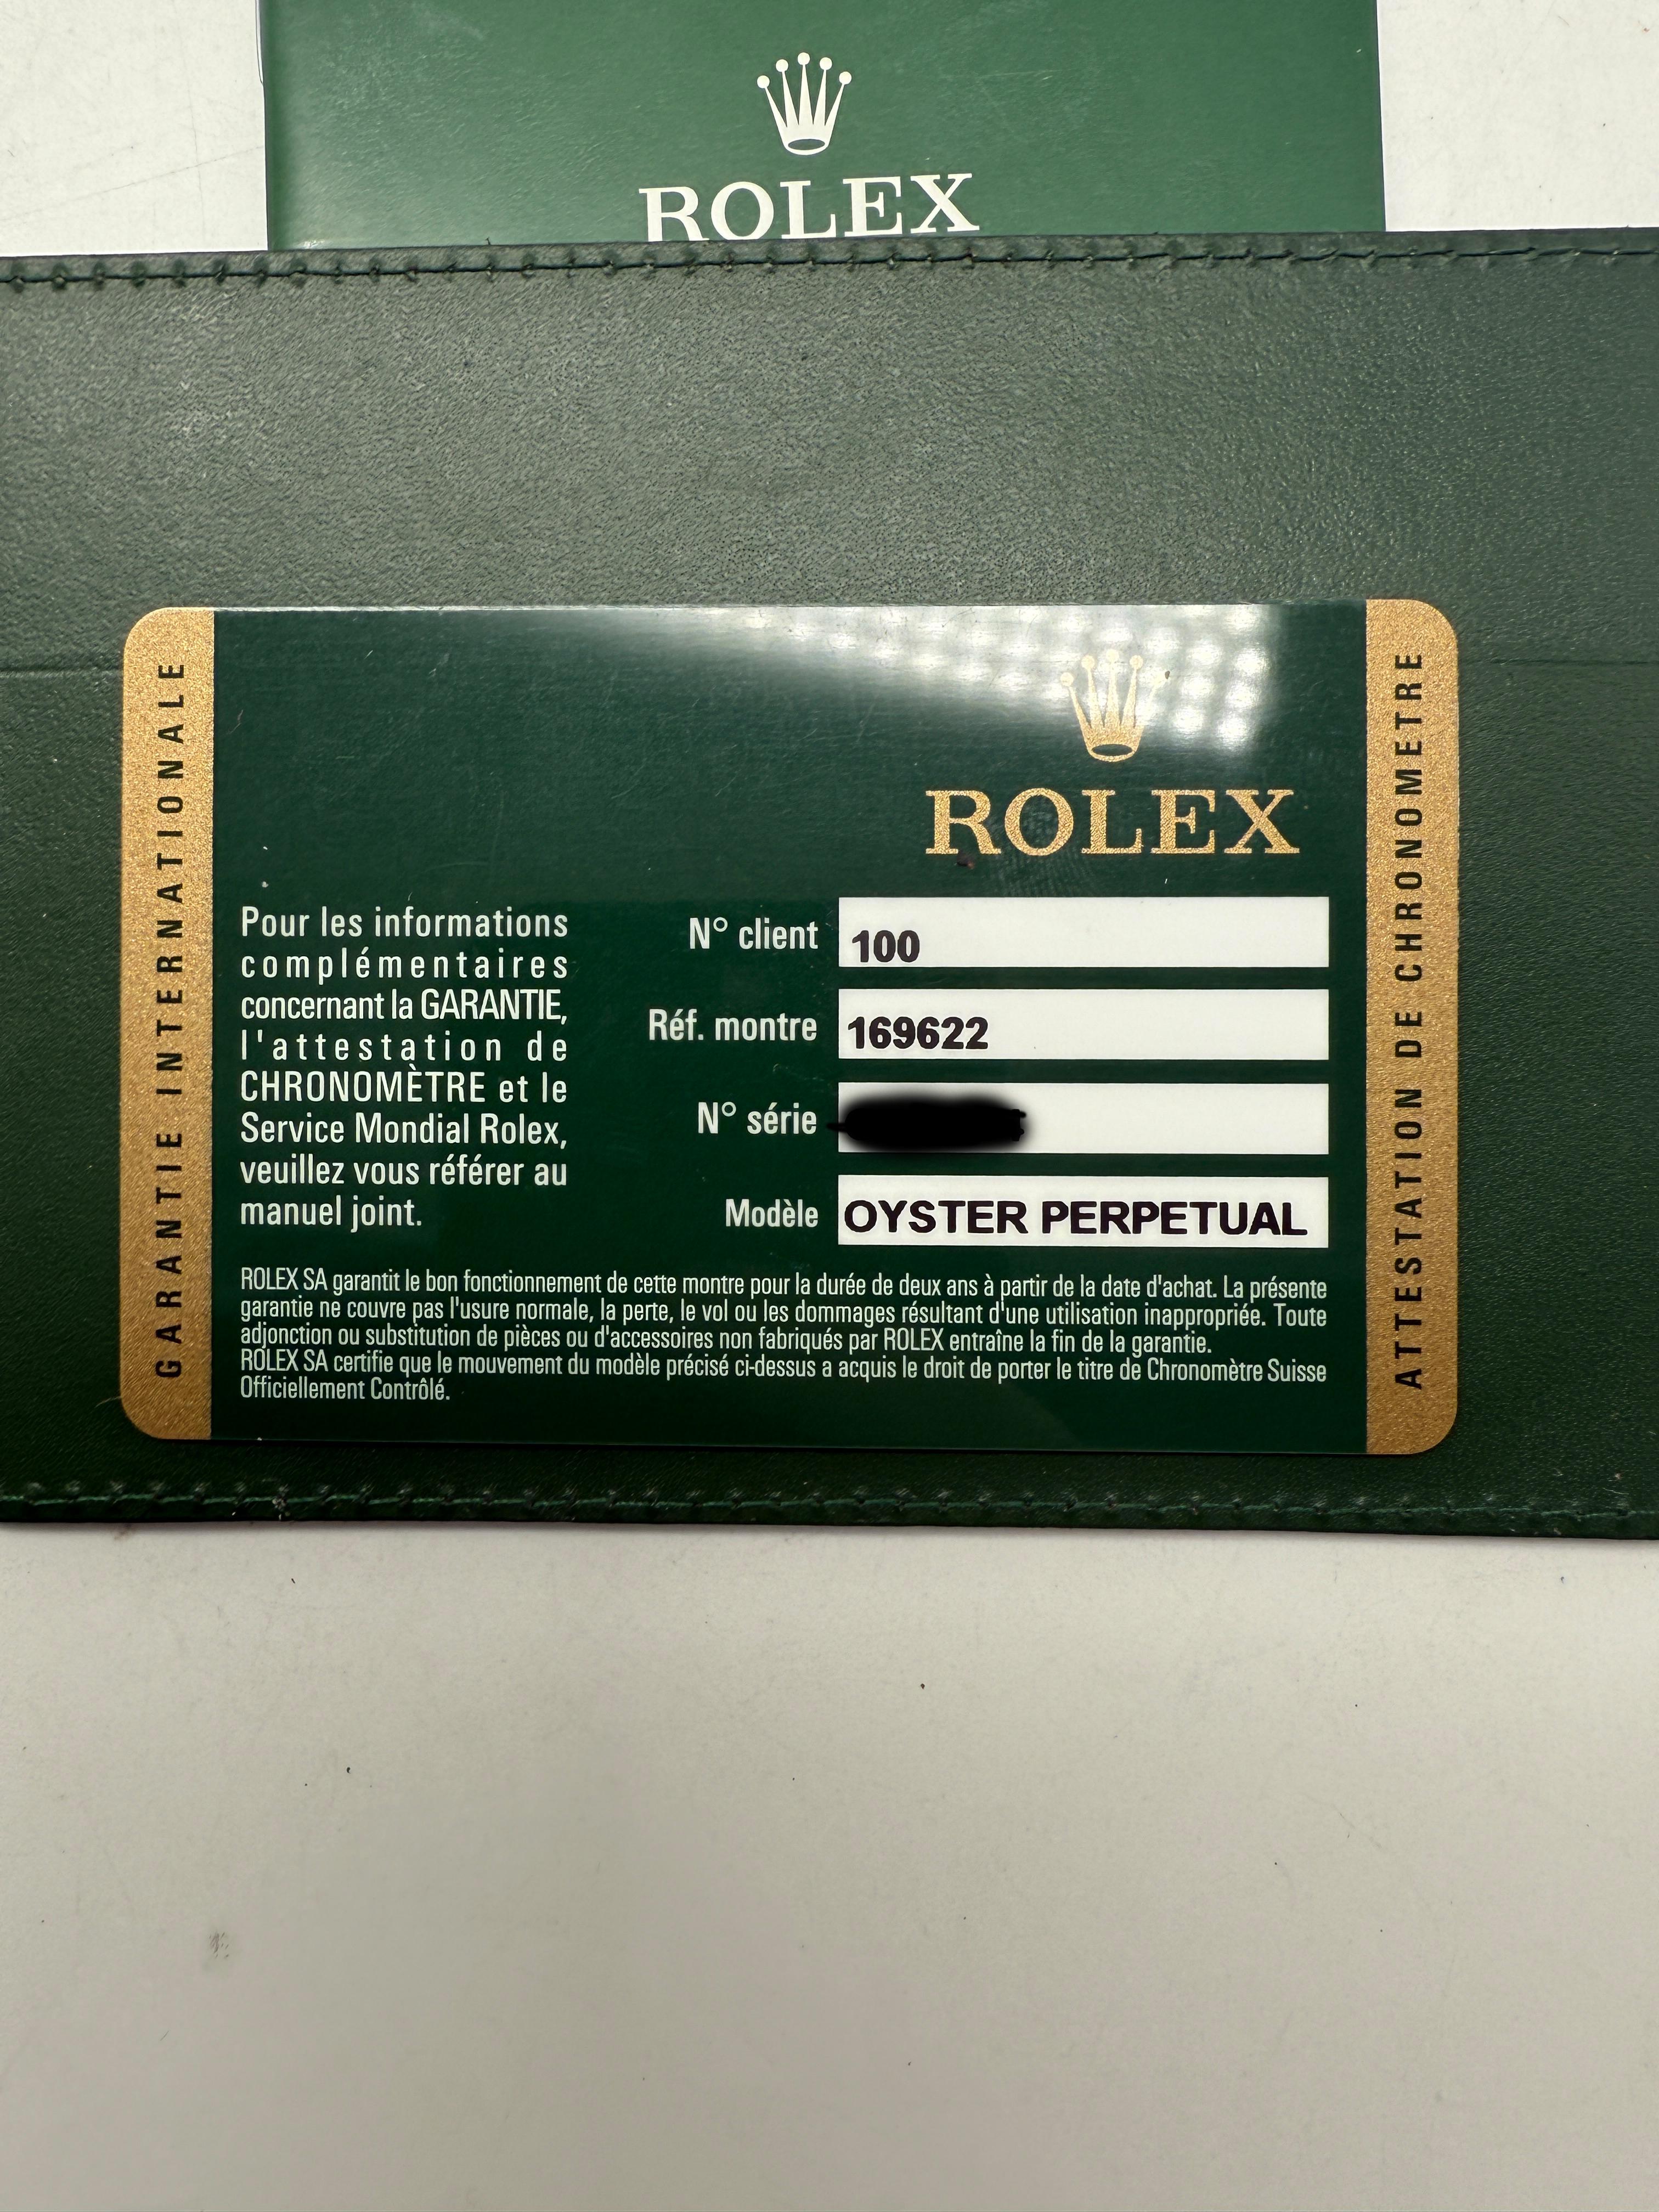 ROLEX
GARANTIE INTERNATIONALE
ROLEX
Pour les informations
complémentaires
concernant la GARANTIE,
l'attestation de
CHRONOMÈTRE et le
Service Mondial Rolex,
veuillez vous référer au
manuel joint.
N° client 100
Réf. montre 169622
N° série
Modèle OYSTER PERPETUAL
ROLEX SA garantit le bon fonctionnement de cette montre pour la durée de deux ans à partir de la date d'achat. La présente
garantie ne couvre pas l'usure normale, la perte, le vol ou les dommages résultant d'une utilisation inappropriée. Toute
adjonction ou substitution de pièces ou d'accessoires non fabriqués par ROLEX entraîne la fin de la garantie.
ROLEX SA certifie que le mouvement du modèle précisé ci-dessus a acquis le droit de porter le titre de Chronomètre Suisse
Officiellement Contrôlé.
ATTESTATION DE CHRONOMETRE